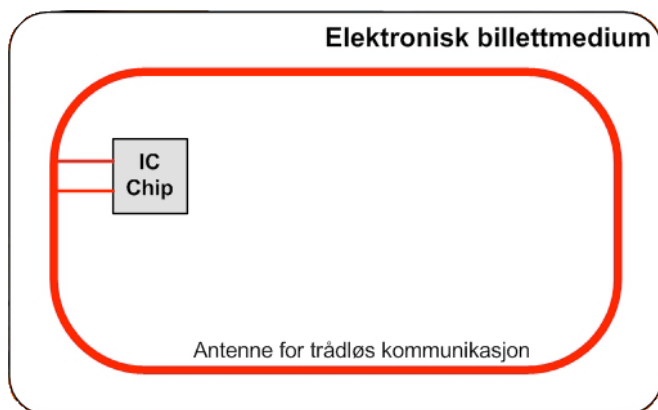 Elektronisk billettmedium
IC
Chip
Antenne for trådløs kommunikasjon